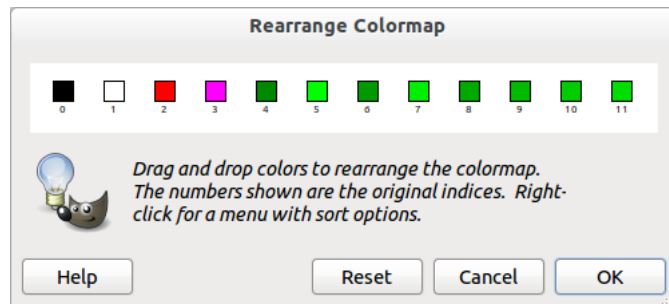 Rearrange Colormap
0 1 2 3 4 5 6 7 8 9 10 11
Drag and drop colors to rearrange the colormap.
The numbers shown are the original indices.  Right-
click for a menu with sort options.
Help Reset Cancel OK